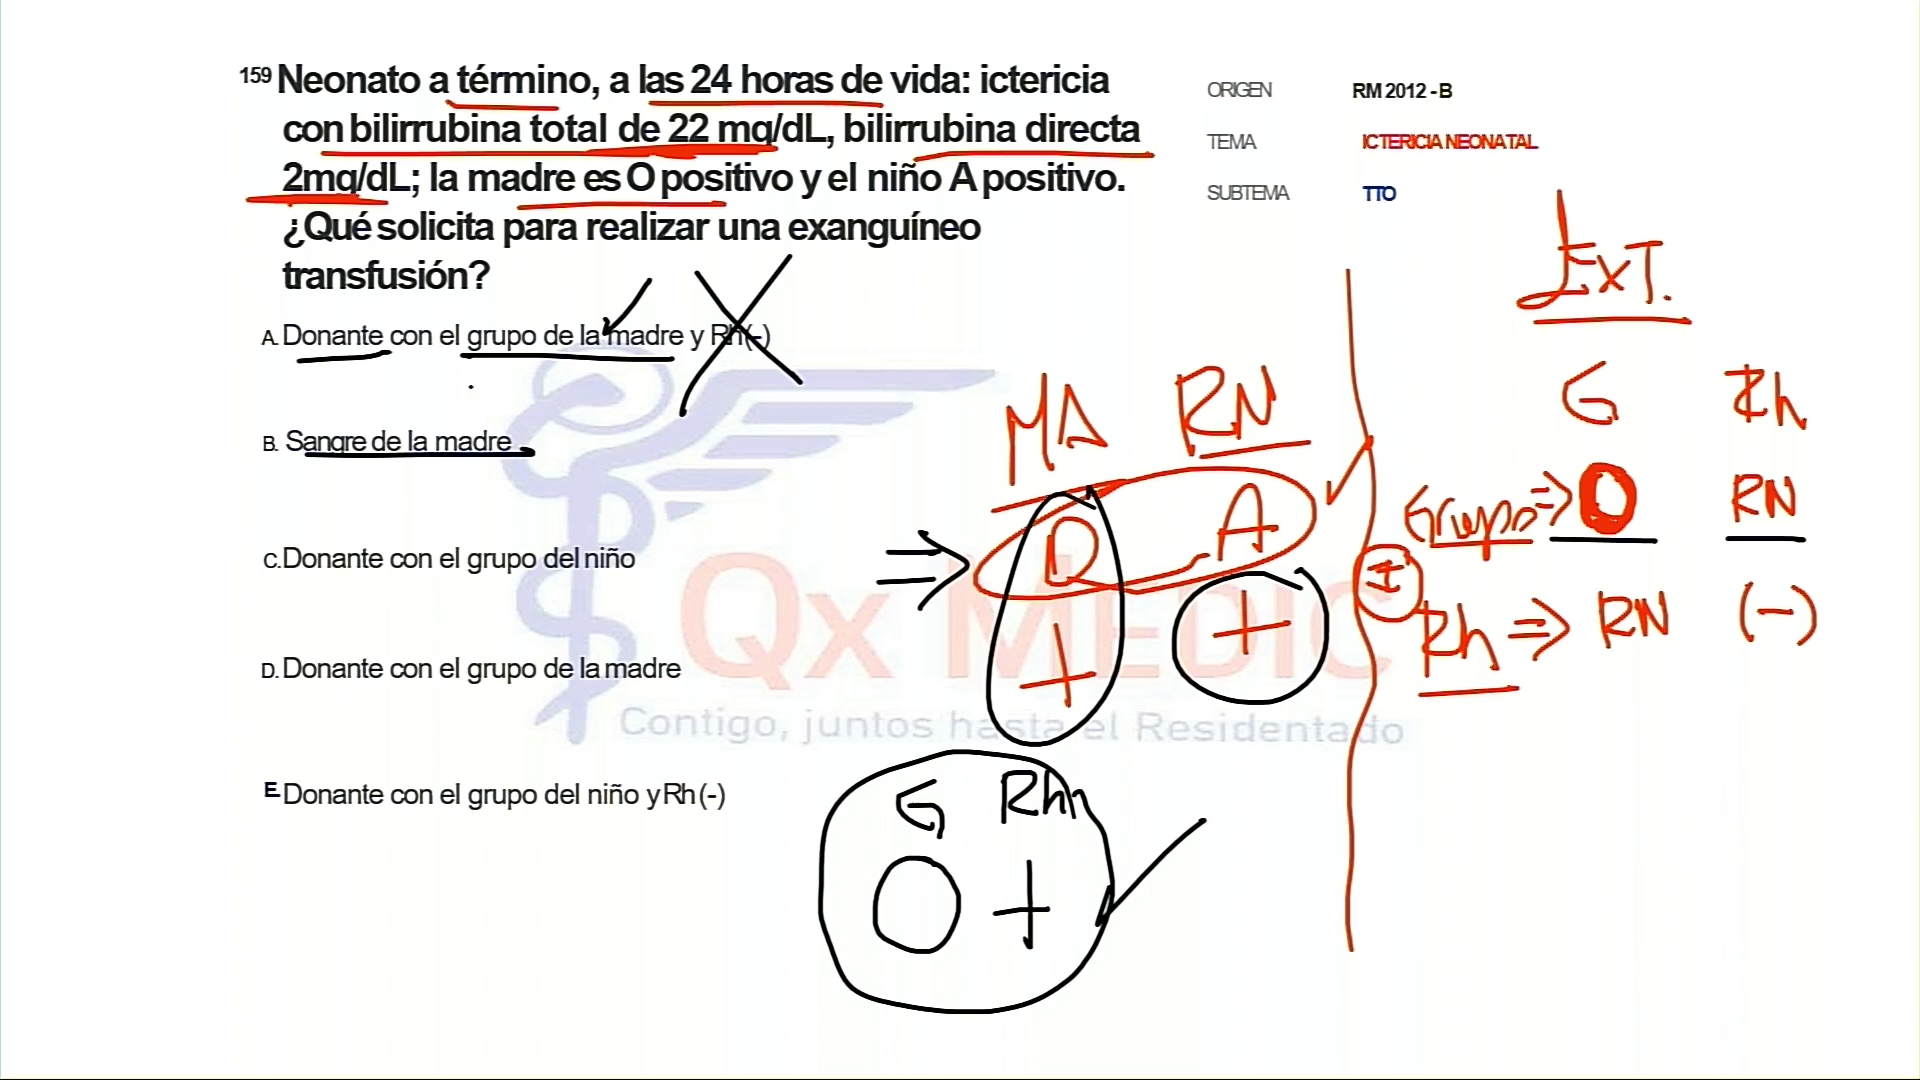 159 Neonato a término, a las 24 horas de vida: ictericia
con bilirrubina total de 22 mq/dL, bilirrubina directa
2mq/dL; la madre es O positivo y el niño A positivo.
¿Qué solicita para realizar una exanguíneo
transfusión?
A. Donante con el grupo de la madre y Rh(-)
B. Sangre de la madre
C. Donante con el grupo del niño
D. Donante con el grupo de la madre
E Donante con el grupo del niño y Rh (-)
ORIGEN RM 2012 - B
TEMA ICTERICIA NEONATAL
SUBTEMA TTO
ExT.
G Rh
Grupo => O RN
I Rh => RN (-)
MA RN
O A
+ +
G Rh
O +
Qx MEDIC
Contigo, juntos hasta el Residentado